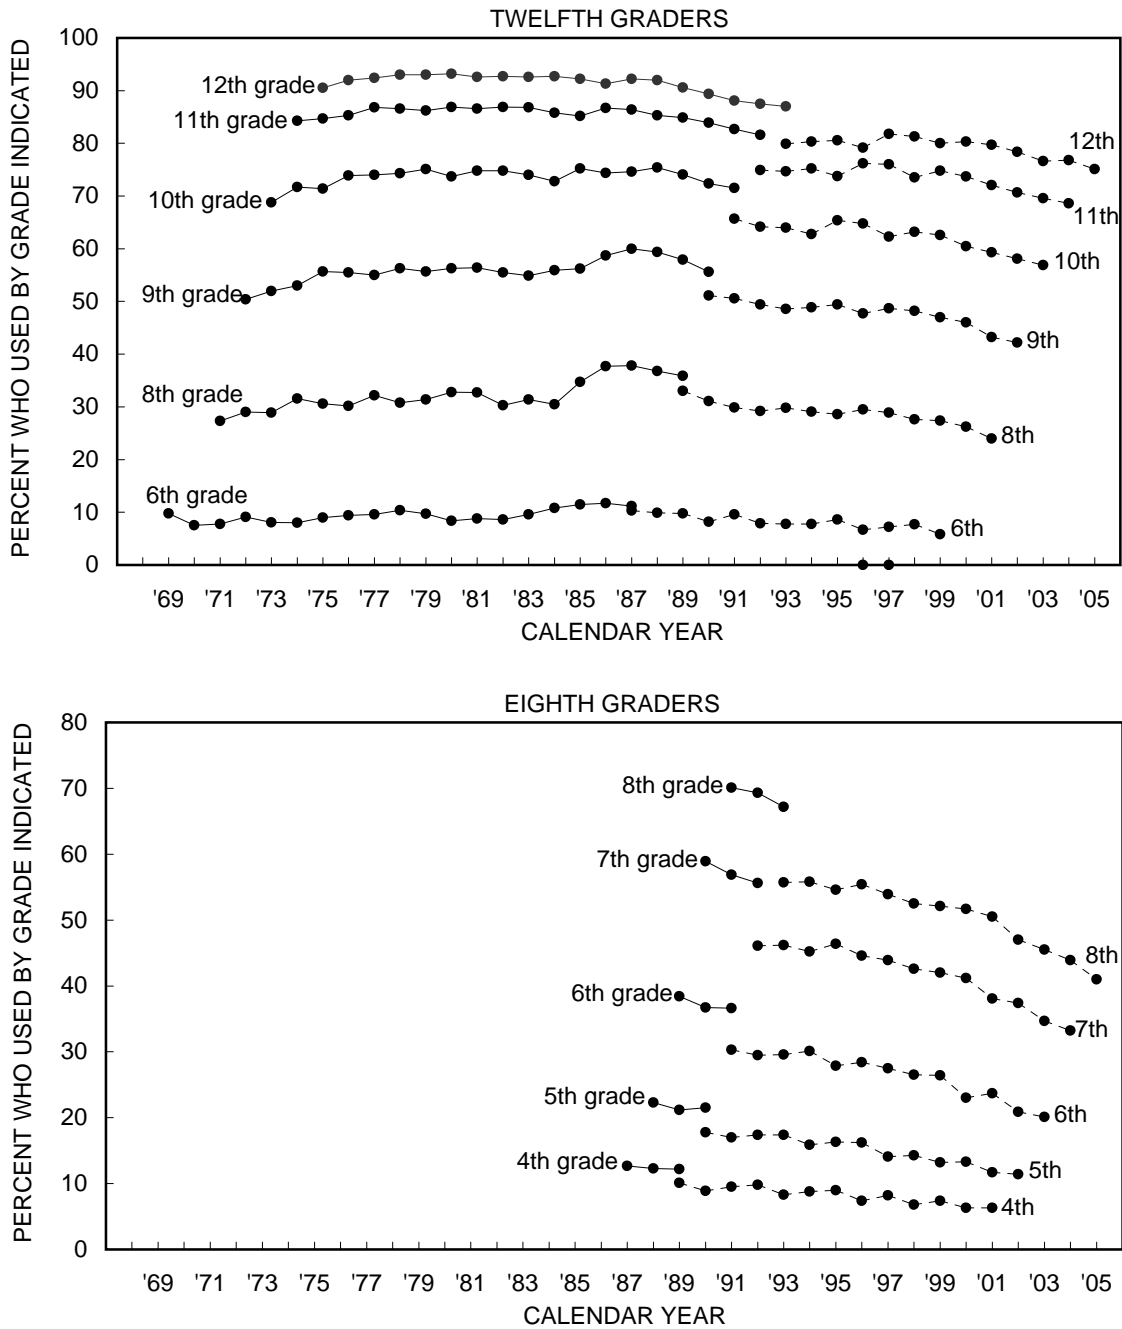 TWELFTH GRADERS
PERCENT WHO USED BY GRADE INDICATED
100
90
80
70
60
50
40
30
20
10
0
12th grade
11th grade
10th grade
9th grade
8th grade
6th grade
12th
11th
10th
9th
8th
6th
'69 '71 '73 '75 '77 '79 '81 '83 '85 '87 '89 '91 '93 '95 '97 '99 '01 '03 '05
CALENDAR YEAR
EIGHTH GRADERS
PERCENT WHO USED BY GRADE INDICATED
80
70
60
50
40
30
20
10
0
8th grade
7th grade
6th grade
5th grade
4th grade
8th
7th
6th
5th
4th
'69 '71 '73 '75 '77 '79 '81 '83 '85 '87 '89 '91 '93 '95 '97 '99 '01 '03 '05
CALENDAR YEAR